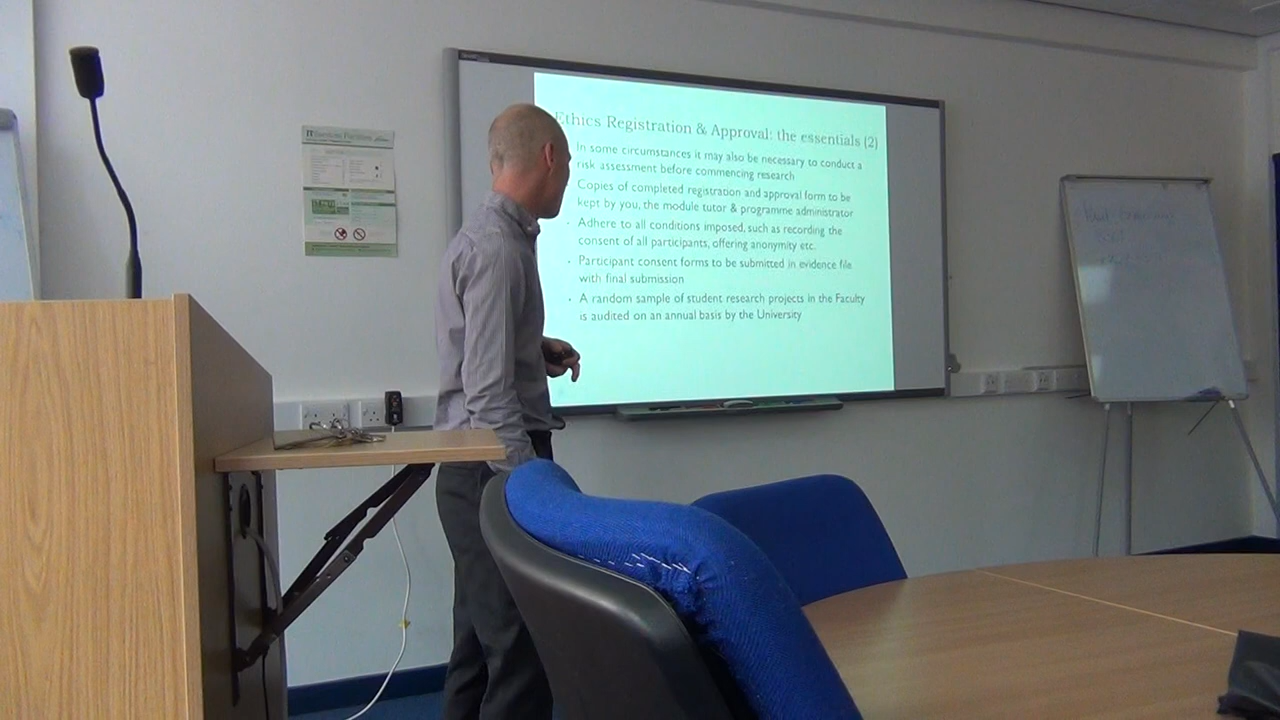 Ethics Registration & Approval: the essentials (2)
In some circumstances it may also be necessary to conduct a
risk assessment before commencing research
Copies of completed registration and approval form to be
kept by you, the module tutor & programme administrator
Adhere to all conditions imposed, such as recording the
consent of all participants, offering anonymity etc.
Participant consent forms to be submitted in evidence file
with final submission
A random sample of student research projects in the Faculty
is audited on an annual basis by the University